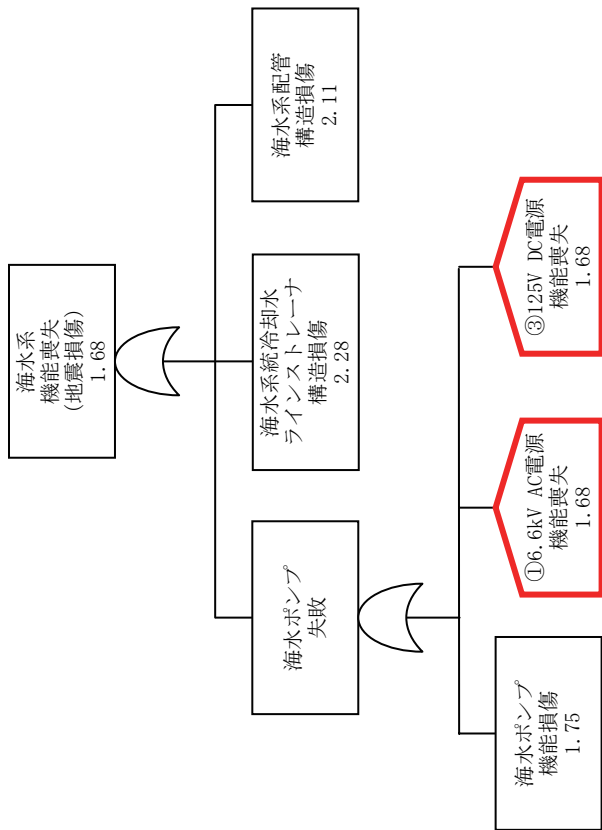 海水系
機能喪失
(地震損傷)
1.68
海水ポンプ
失敗
海水系統冷却水
ラインストレーナ
構造損傷
2.28
海水系配管
構造損傷
2.11
海水ポンプ
機能損傷
1.75
①6.6kV AC電源
機能喪失
1.68
③125V DC電源
機能喪失
1.68